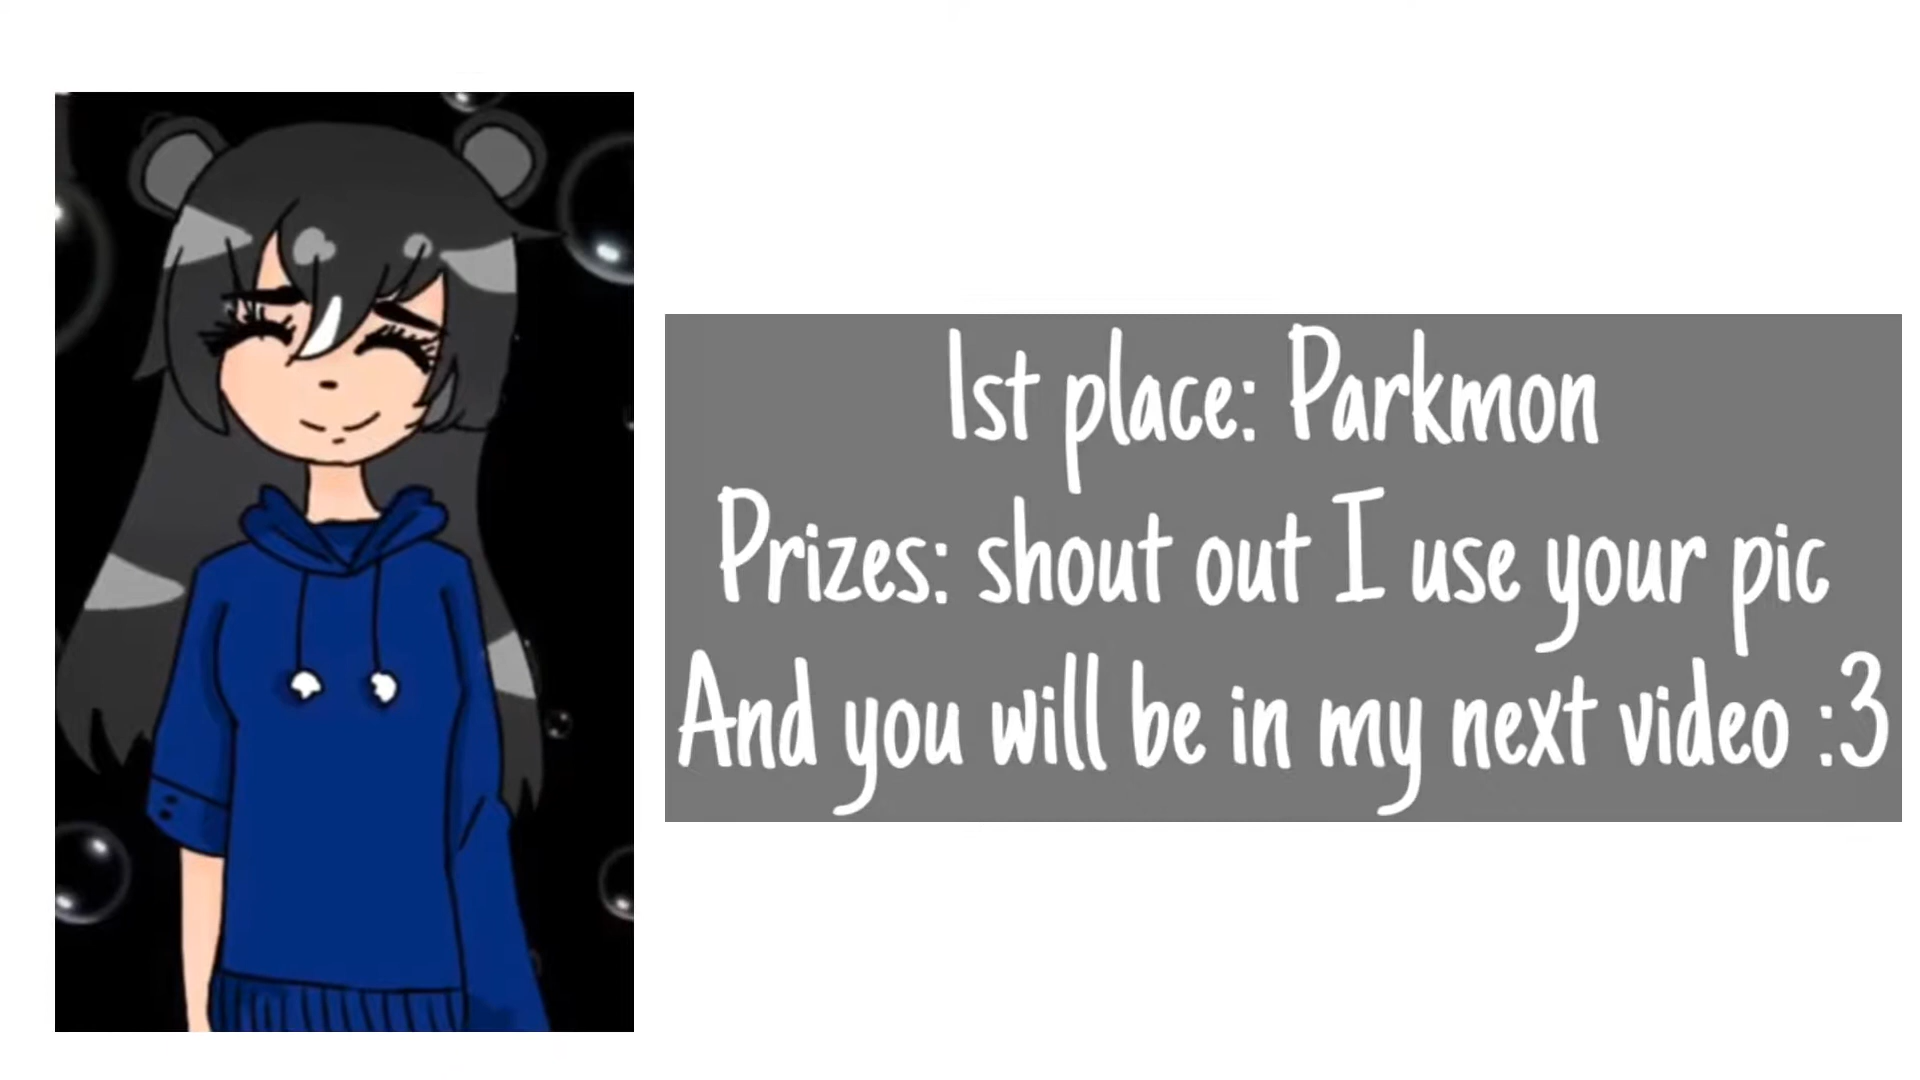 1st place: Parkmon
Prizes: shout out I use your pic
And you will be in my next video :3